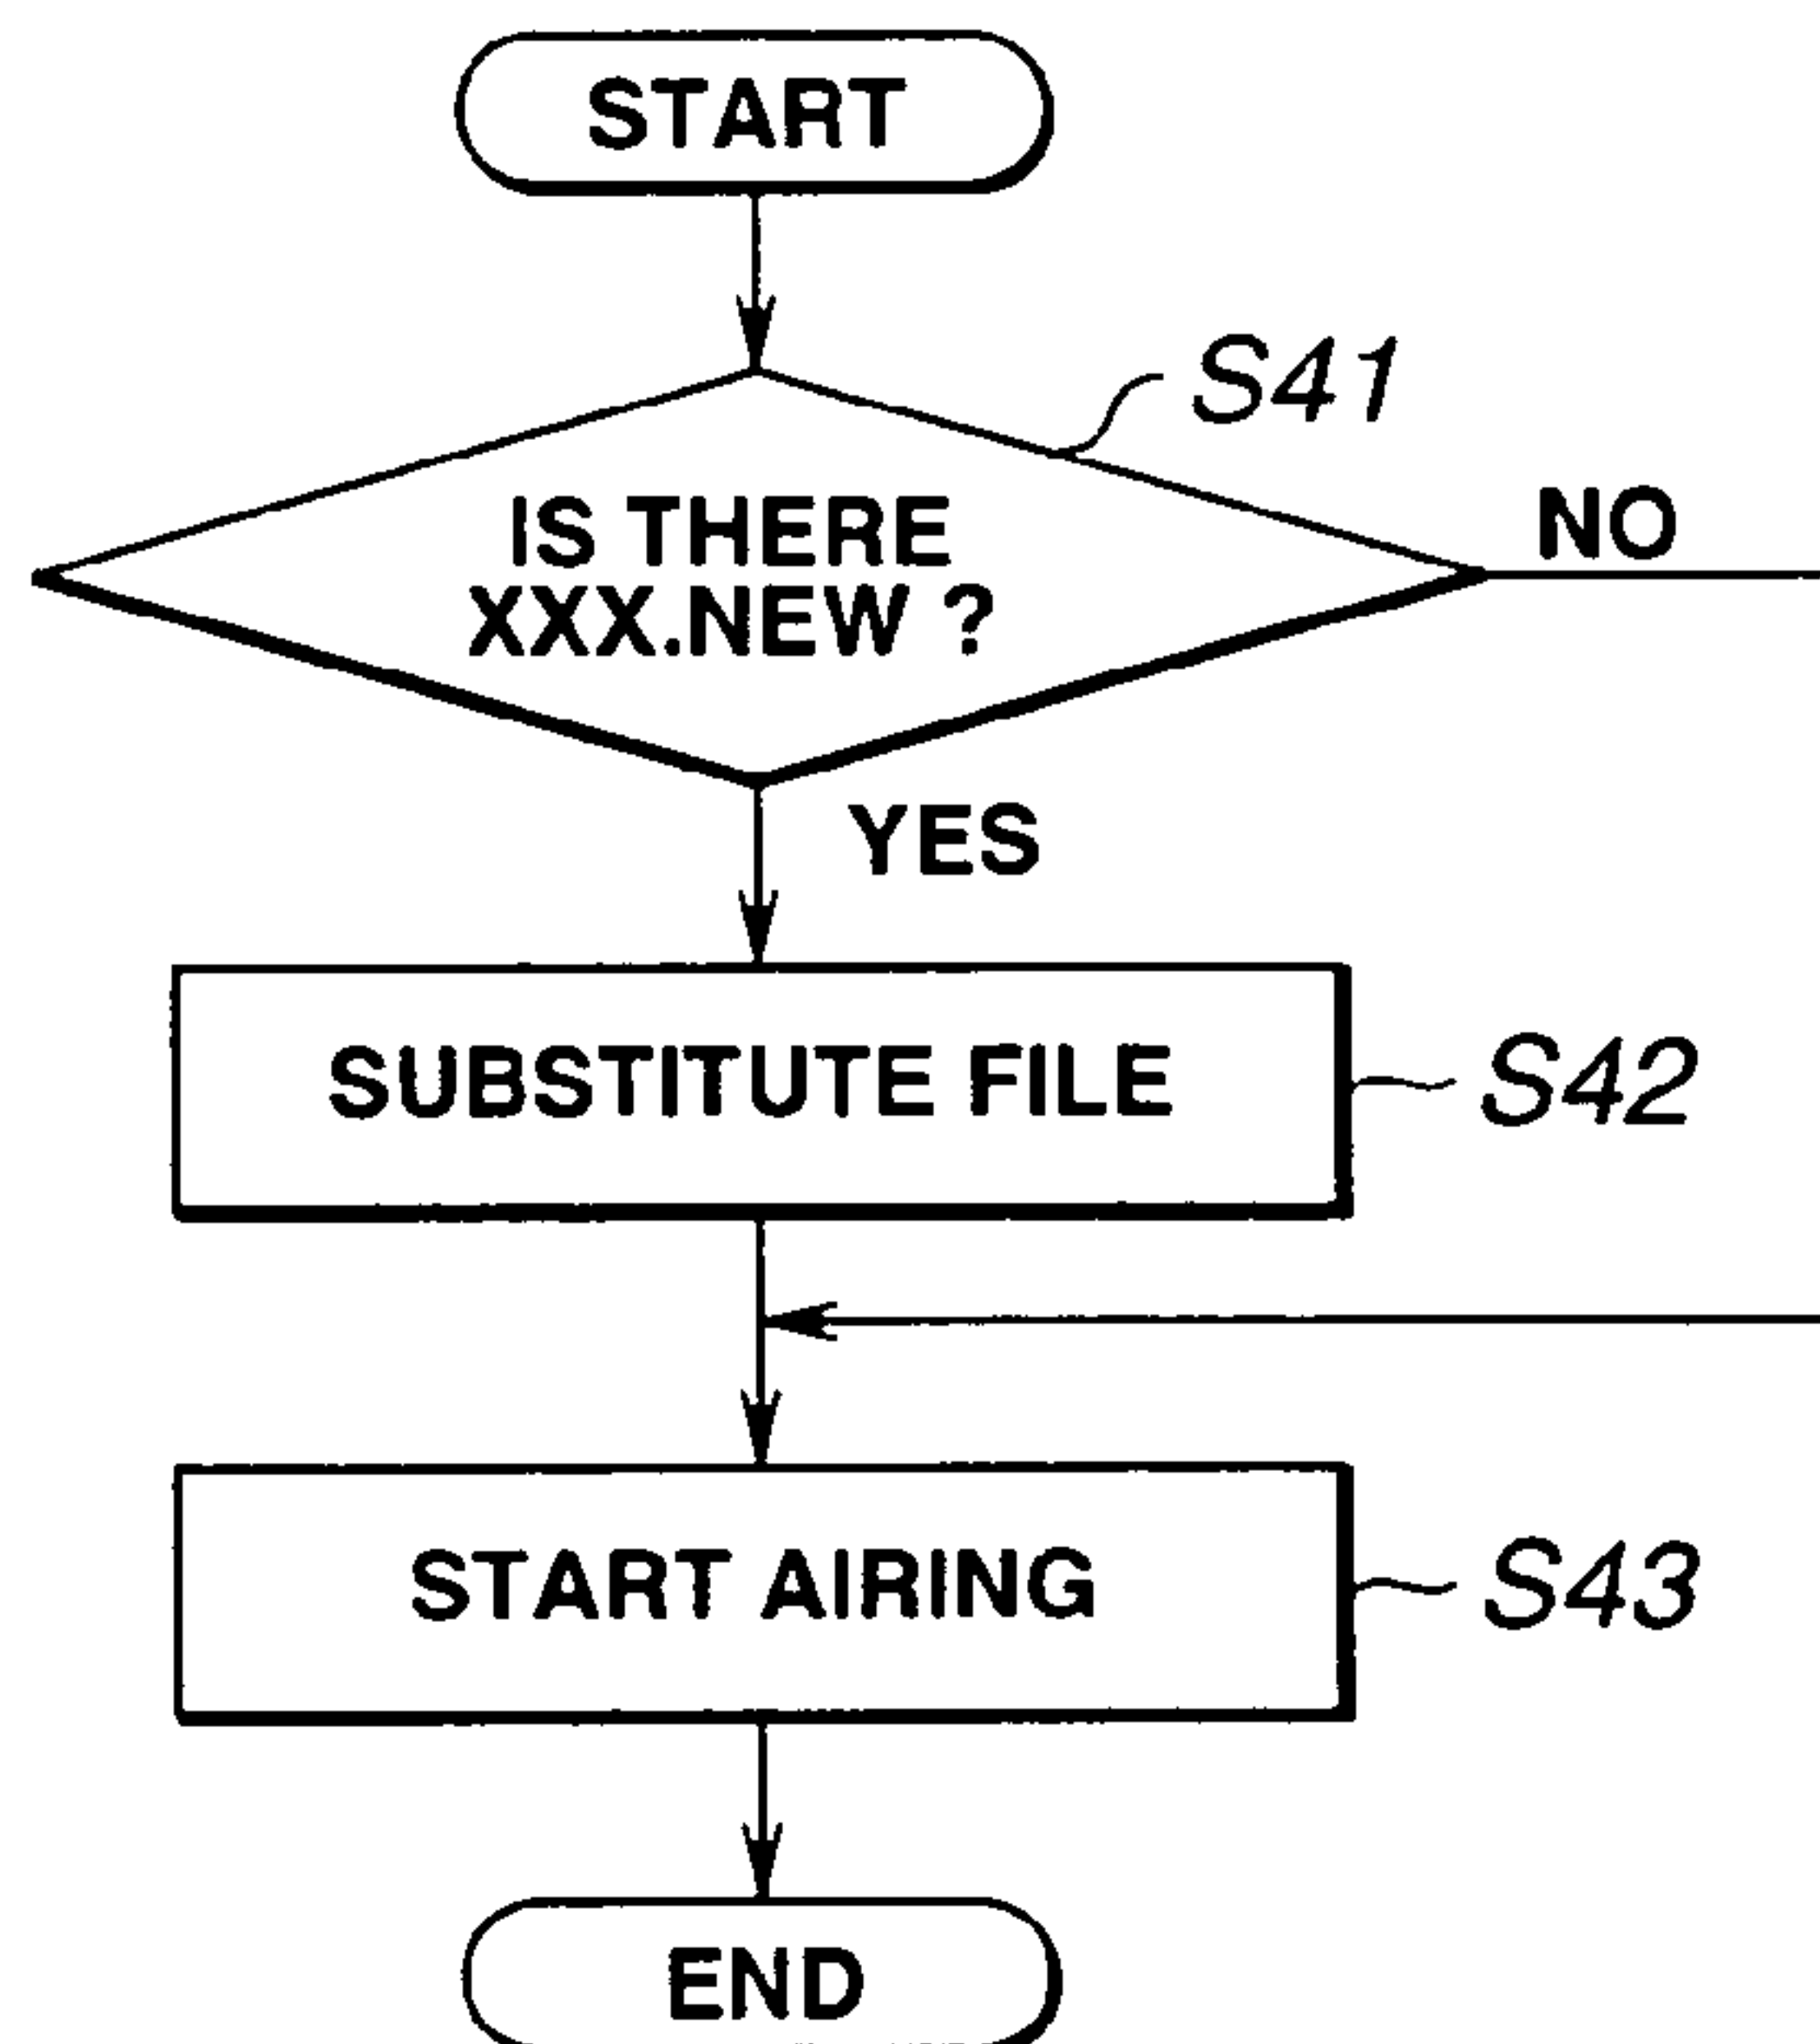 START
S41
IS THERE
XXX.NEW ?
NO
YES
SUBSTITUTE FILE
S42
START AIRING
S43
END